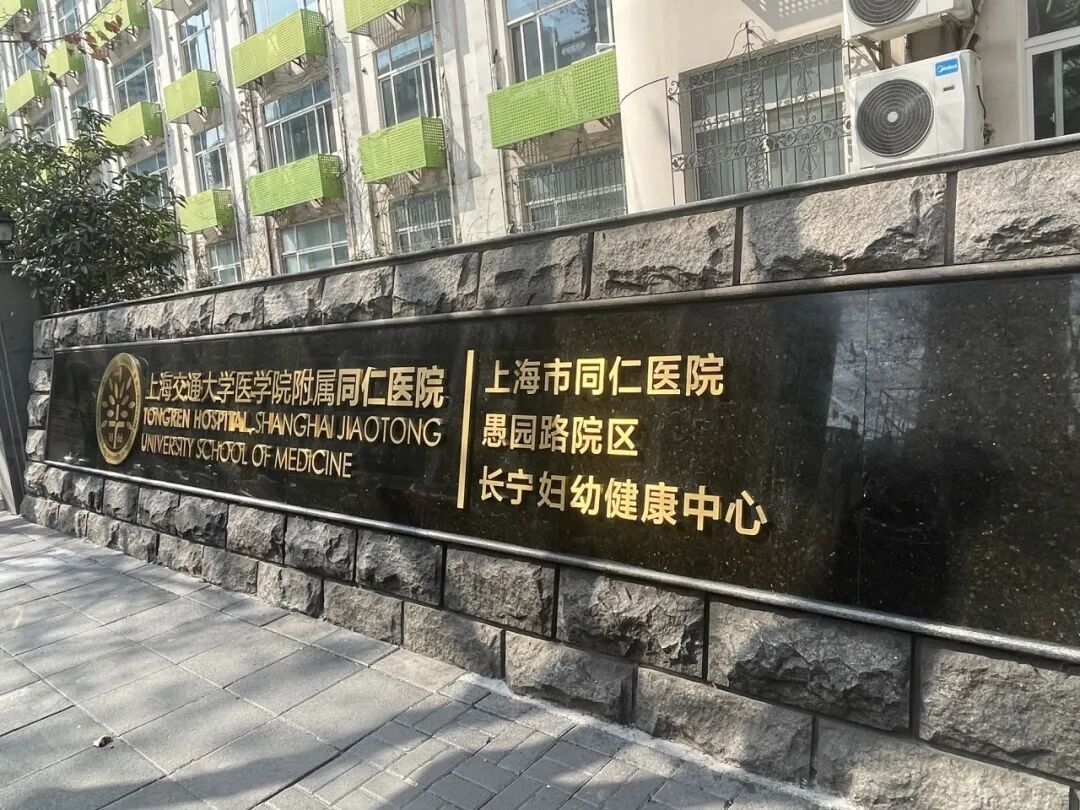 上海交通大学医学院附属同仁医院
TONGREN HOSPITAL, SHANGHAI JIAOTONG
UNIVERSITY SCHOOL OF MEDICINE
上海市同仁医院
愚园路院区
长宁妇幼健康中心
Midea